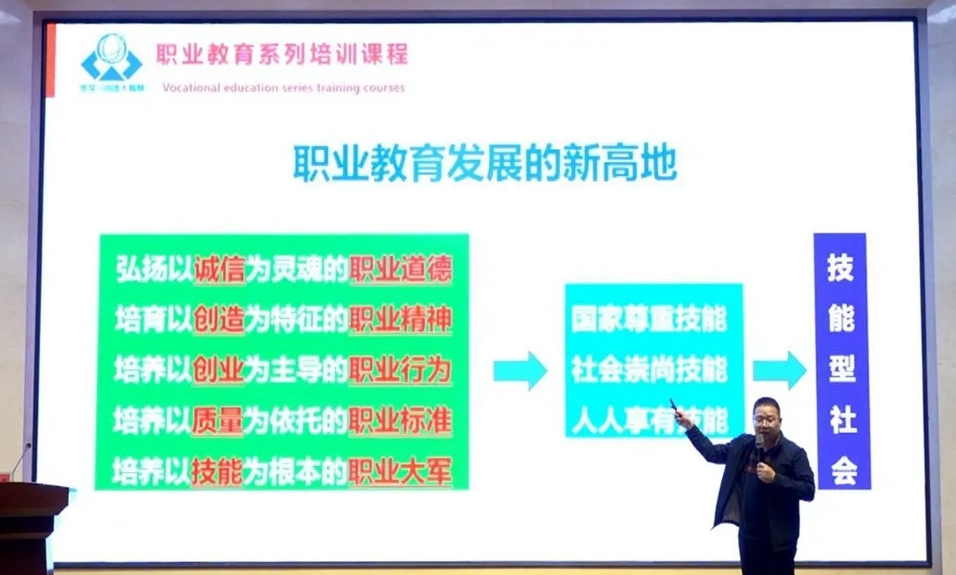 职业教育系列培训课程
Vocational education series training courses
职业教育发展的新高地
弘扬以诚信为灵魂的职业道德
培育以创造为特征的职业精神
培养以创业为主导的职业行为
培养以质量为依托的职业标准
培养以技能为根本的职业大军
国家尊重技能
社会崇尚技能
人人享有技能
技能型社会